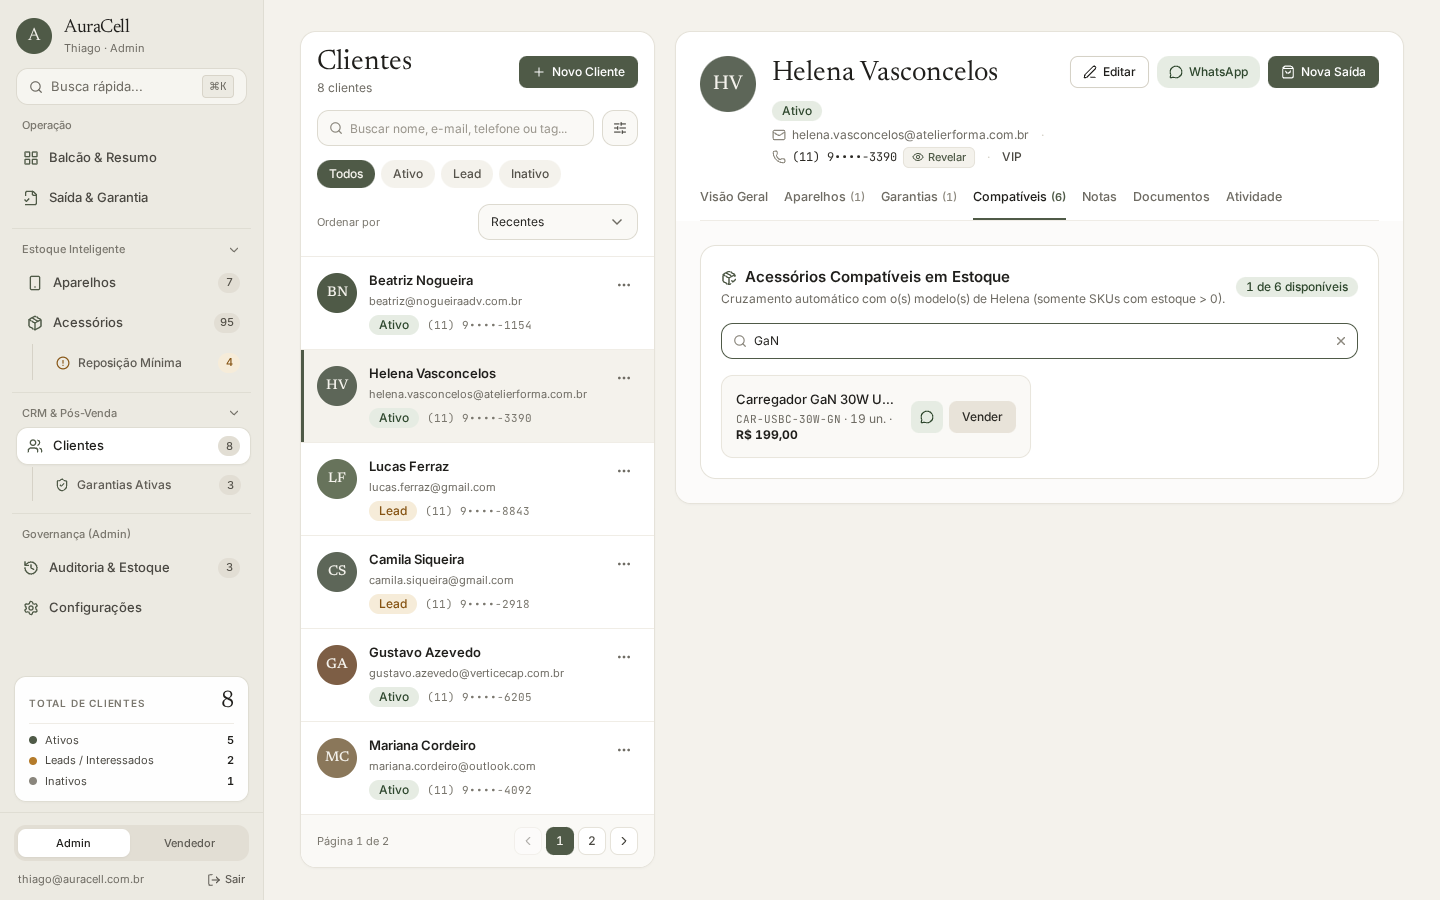 A
AuraCell
Thiago · Admin
Busca rápida...
⌘K
Operação
Balcão & Resumo
Saída & Garantia
Estoque Inteligente
Aparelhos
7
Acessórios
95
Reposição Mínima
4
CRM & Pós-Venda
Clientes
8
Garantias Ativas
3
Governança (Admin)
Auditoria & Estoque
3
Configurações
TOTAL DE CLIENTES
8
Ativos
5
Leads / Interessados
2
Inativos
1
Admin
Vendedor
thiago@auracell.com.br
Sair
Clientes
8 clientes
Novo Cliente
Buscar nome, e-mail, telefone ou tag...
Todos
Ativo
Lead
Inativo
Ordenar por
Recentes
BN
Beatriz Nogueira
beatriz@nogueiraadv.com.br
Ativo
(11) 9••••-1154
HV
Helena Vasconcelos
helena.vasconcelos@atelierforma.com.br
Ativo
(11) 9••••-3390
LF
Lucas Ferraz
lucas.ferraz@gmail.com
Lead
(11) 9••••-8843
CS
Camila Siqueira
camila.siqueira@gmail.com
Lead
(11) 9••••-2918
GA
Gustavo Azevedo
gustavo.azevedo@verticecap.com.br
Ativo
(11) 9••••-6205
MC
Mariana Cordeiro
mariana.cordeiro@outlook.com
Ativo
(11) 9••••-4092
Página 1 de 2
1
2
HV
Helena Vasconcelos
Editar
WhatsApp
Nova Saída
Ativo
helena.vasconcelos@atelierforma.com.br ·
(11) 9••••-3390
Revelar
· VIP
Visão Geral
Aparelhos (1)
Garantias (1)
Compatíveis (6)
Notas
Documentos
Atividade
Acessórios Compatíveis em Estoque
Cruzamento automático com o(s) modelo(s) de Helena (somente SKUs com estoque > 0).
1 de 6 disponíveis
GaN
Carregador GaN 30W U...
CAR-USBC-30W-GN · 19 un. ·
R$ 199,00
Vender